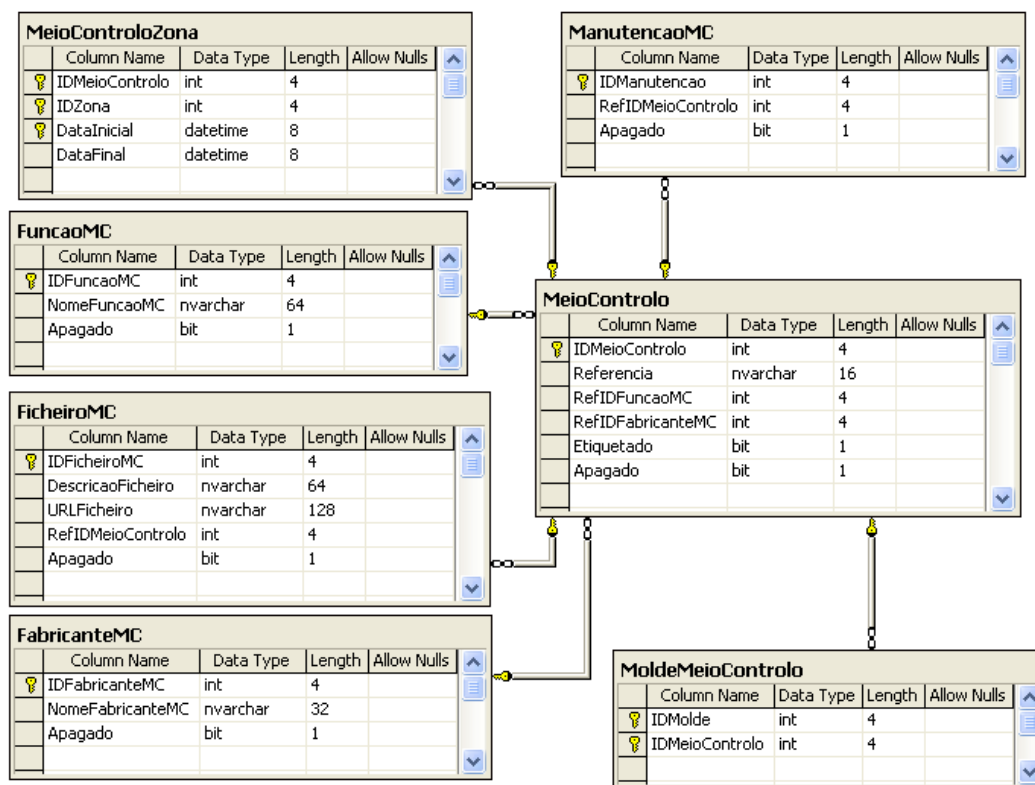 MeioControloZona
Column Name Data Type Length Allow Nulls
IDMeioControlo int 4
IDZona int 4
DataInicial datetime 8
DataFinal datetime 8
ManutencaoMC
Column Name Data Type Length Allow Nulls
IDManutencao int 4
RefIDMeioControlo int 4
Apagado bit 1
FuncaoMC
Column Name Data Type Length Allow Nulls
IDFuncaoMC int 4
NomeFuncaoMC nvarchar 64
Apagado bit 1
MeioControlo
Column Name Data Type Length Allow Nulls
IDMeioControlo int 4
Referencia nvarchar 16
RefIDFuncaoMC int 4
RefIDFabricanteMC int 4
Etiquetado bit 1
Apagado bit 1
FicheiroMC
Column Name Data Type Length Allow Nulls
IDFicheiroMC int 4
DescricaoFicheiro nvarchar 64
URLFicheiro nvarchar 128
RefIDMeioControlo int 4
Apagado bit 1
FabricanteMC
Column Name Data Type Length Allow Nulls
IDFabricanteMC int 4
NomeFabricanteMC nvarchar 32
Apagado bit 1
MoldeMeioControlo
Column Name Data Type Length Allow Nulls
IDMolde int 4
IDMeioControlo int 4